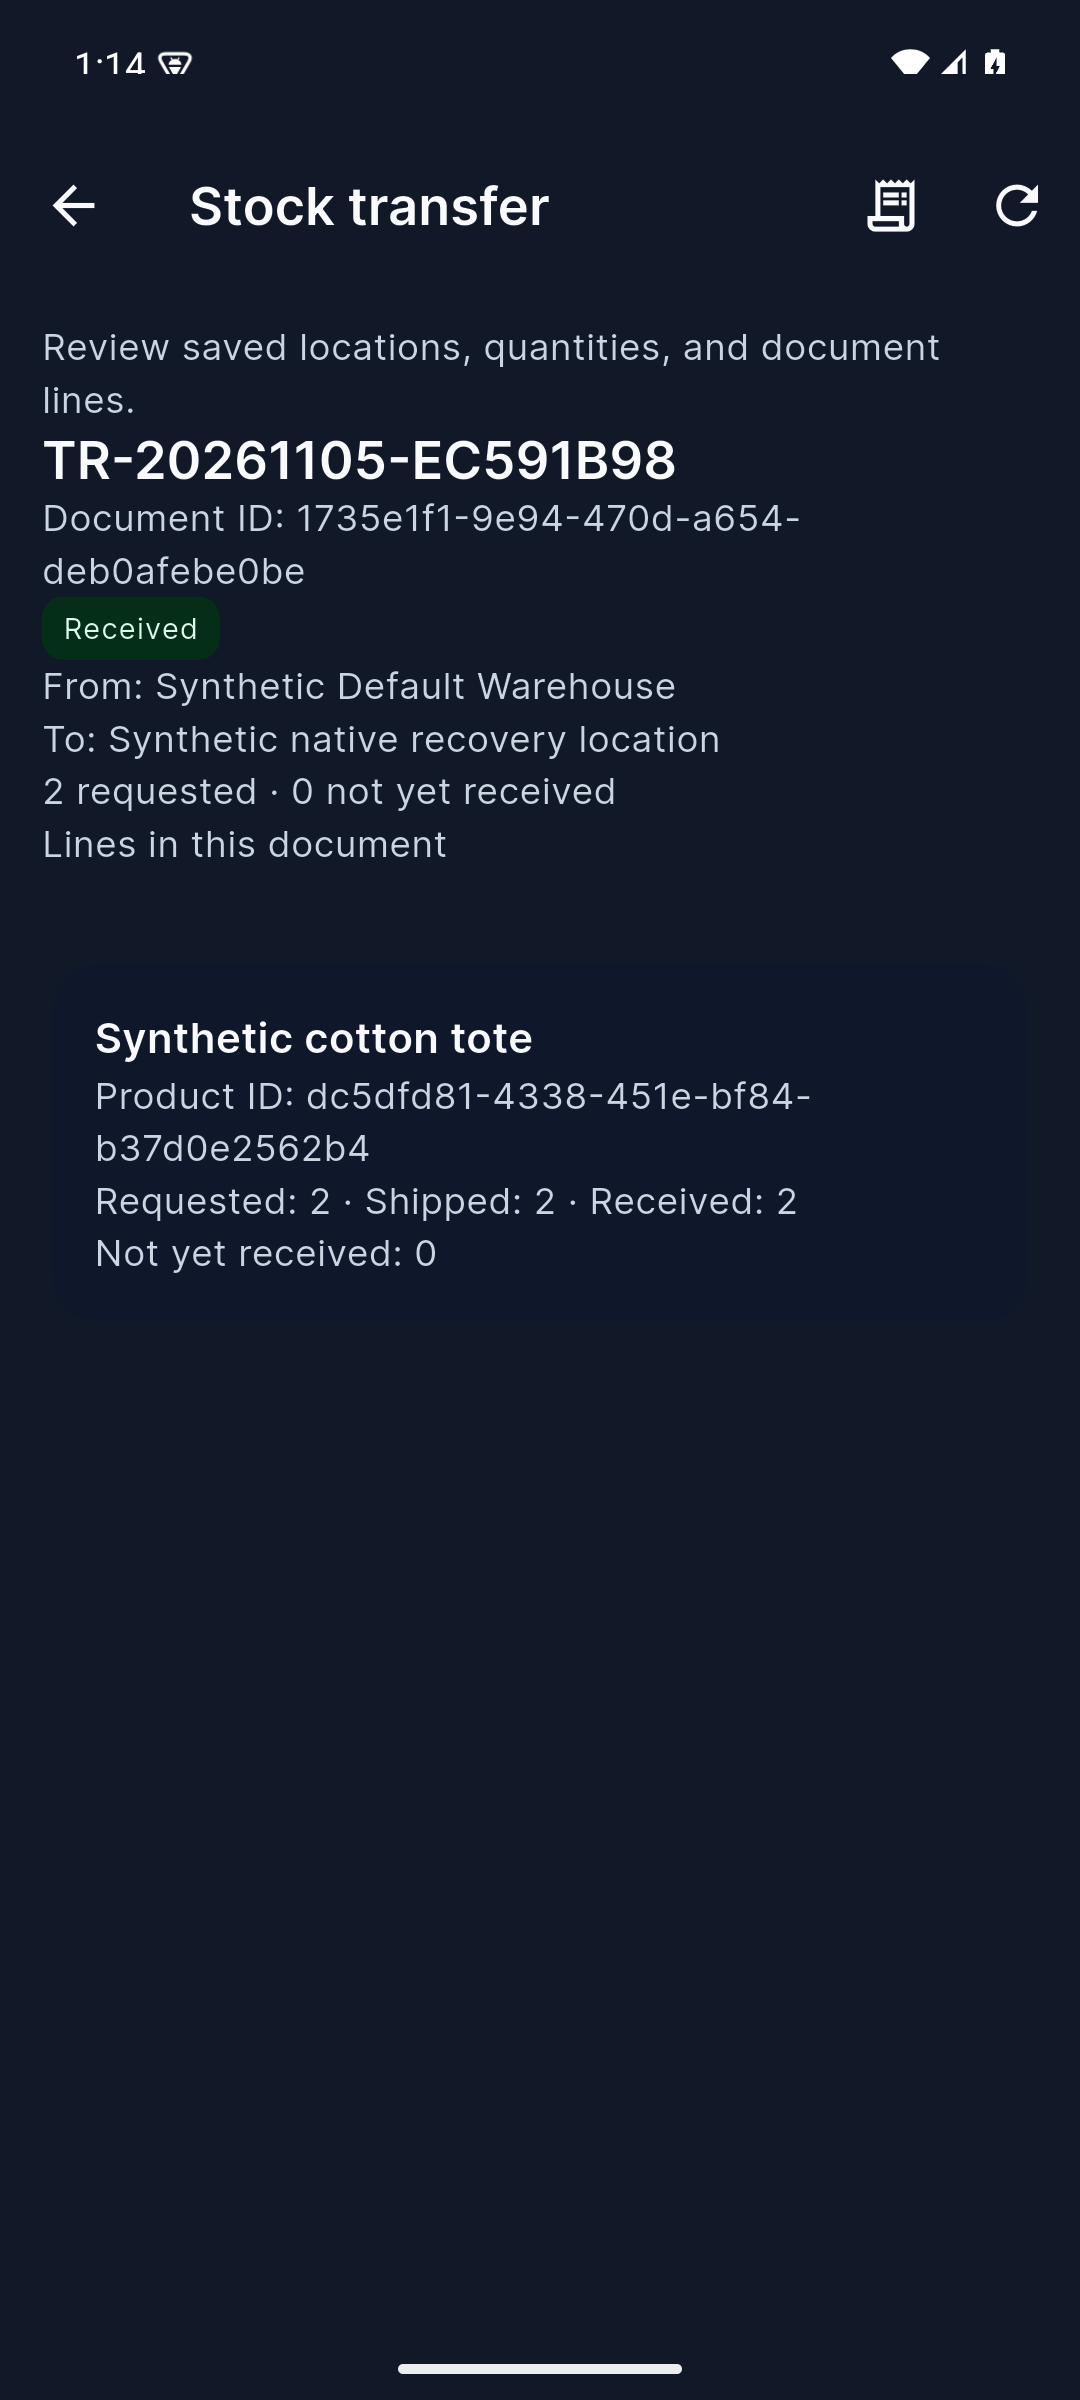 1:14
Stock transfer
Review saved locations, quantities, and document
lines.
TR-20261105-EC591B98
Document ID: 1735e1f1-9e94-470d-a654-
deb0afebe0be
Received
From: Synthetic Default Warehouse
To: Synthetic native recovery location
2 requested · 0 not yet received
Lines in this document
Synthetic cotton tote
Product ID: dc5dfd81-4338-451e-bf84-
b37d0e2562b4
Requested: 2 · Shipped: 2 · Received: 2
Not yet received: 0